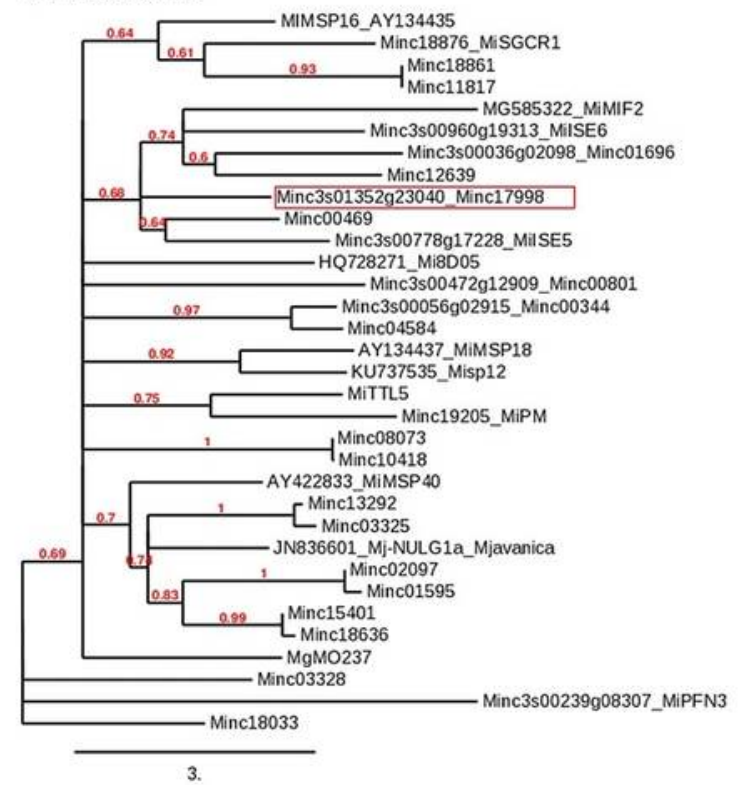 0.64
MIMSP16_AY134435
Minc18876_MiSGCR1
0.61
0.93
Minc18861
Minc11817
MG585322_MiMIF2
0.74
Minc3s00960g19313_MiISE6
0.6
Minc3s00036g02098_Minc01696
Minc12639
0.66
Minc3s01352g23040_Minc17998
0.64
Minc00469
Minc3s00778g17228_MiISE5
HQ728271_Mi8D05
Minc3s00472g12909_Minc00801
0.97
Minc3s00056g02915_Minc00344
Minc04584
0.92
AY134437_MiMSP18
KU737535_Misp12
0.75
MiTTL5
Minc19205_MiPM
1
Minc08073
Minc10418
AY422833_MiMSP40
0.7
1
Minc13292
Minc03325
JN836601_Mj-NULG1a_Mjavanica
0.69
1
Minc02097
Minc01595
0.83
0.99
Minc15401
Minc18636
MgMO237
Minc03328
Minc3s00239g08307_MiPFN3
Minc18033
3.